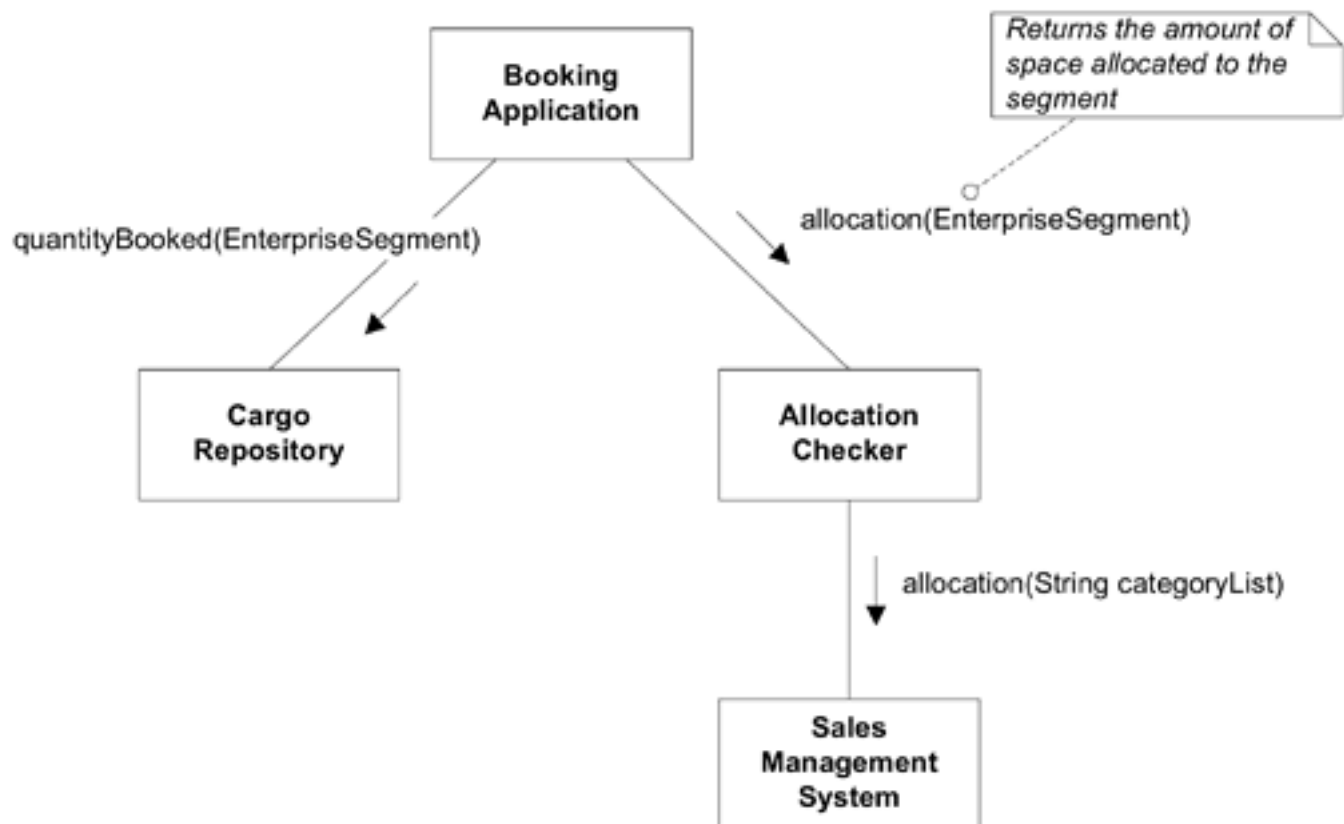 Booking
Application
Returns the amount of
space allocated to the
segment
quantityBooked(EnterpriseSegment)
allocation(EnterpriseSegment)
Cargo
Repository
Allocation
Checker
allocation(String categoryList)
Sales
Management
System